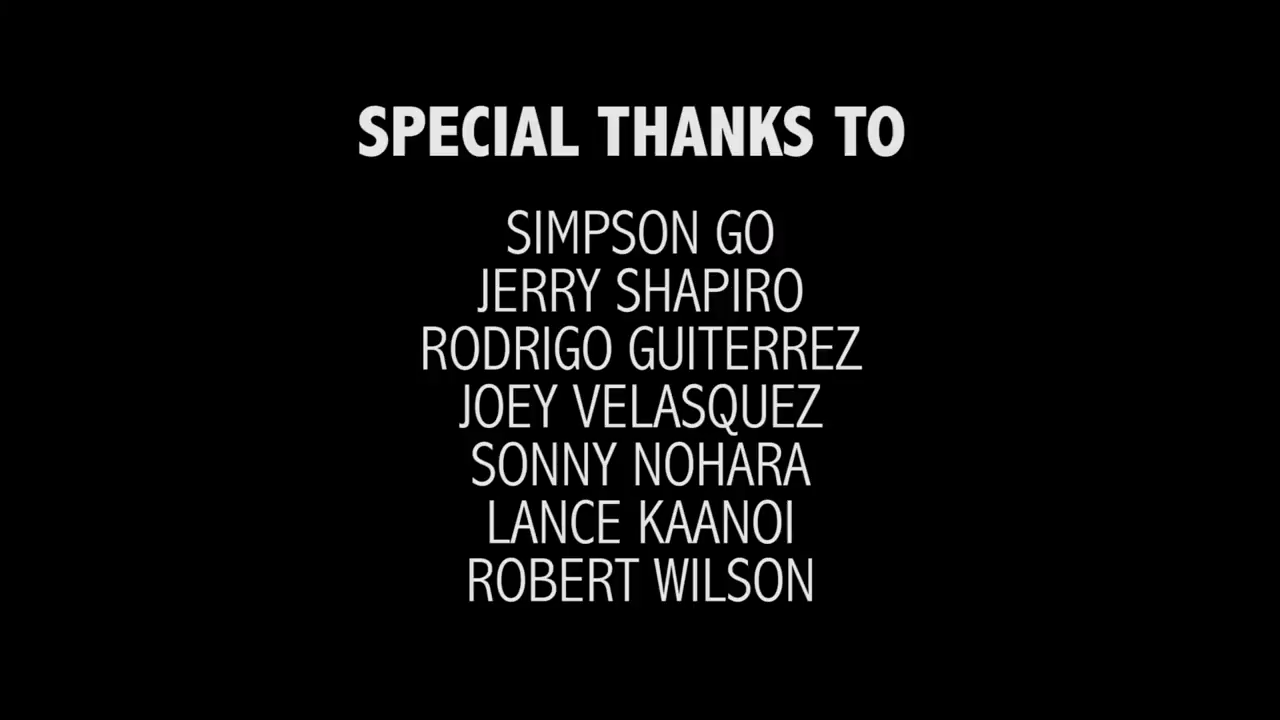 SPECIAL THANKS TO
SIMPSON GO
JERRY SHAPIRO
RODRIGO GUITERREZ
JOEY VELASQUEZ
SONNY NOHARA
LANCE KAANOI
ROBERT WILSON